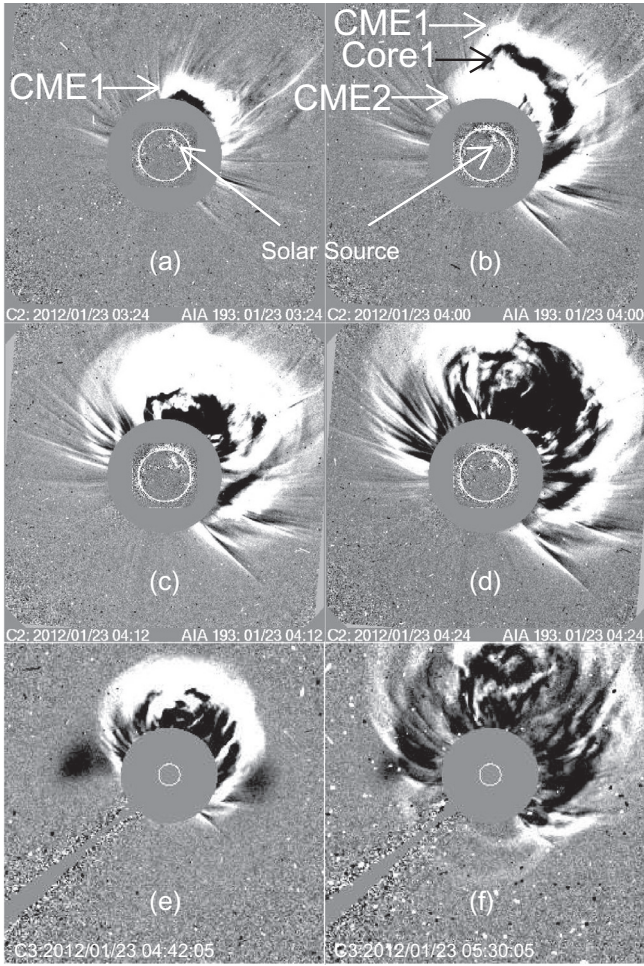 CME1
CME1
Core1
CME2
Solar Source
(a)
(b)
C2: 2012/01/23 03:24 AIA 193: 01/23 03:24
C2: 2012/01/23 04:00 AIA 193: 01/23 04:00
(c)
(d)
C2: 2012/01/23 04:12 AIA 193: 01/23 04:12
C2: 2012/01/23 04:24 AIA 193: 01/23 04:24
(e)
(f)
C3:2012/01/23 04:42:05
C3:2012/01/23 05:30:05